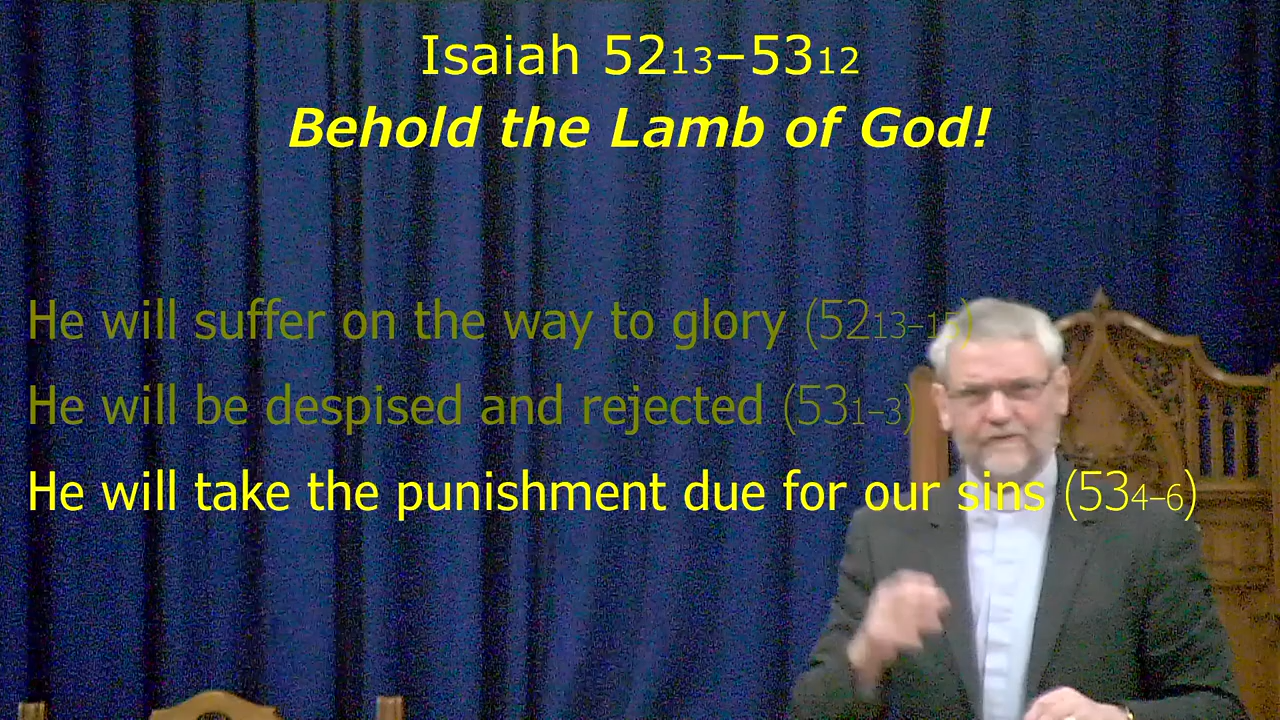 Isaiah 5213–5312
Behold the Lamb of God!
He will suffer on the way to glory (5213–15)
He will be despised and rejected (531–3)
He will take the punishment due for our sins (534–6)